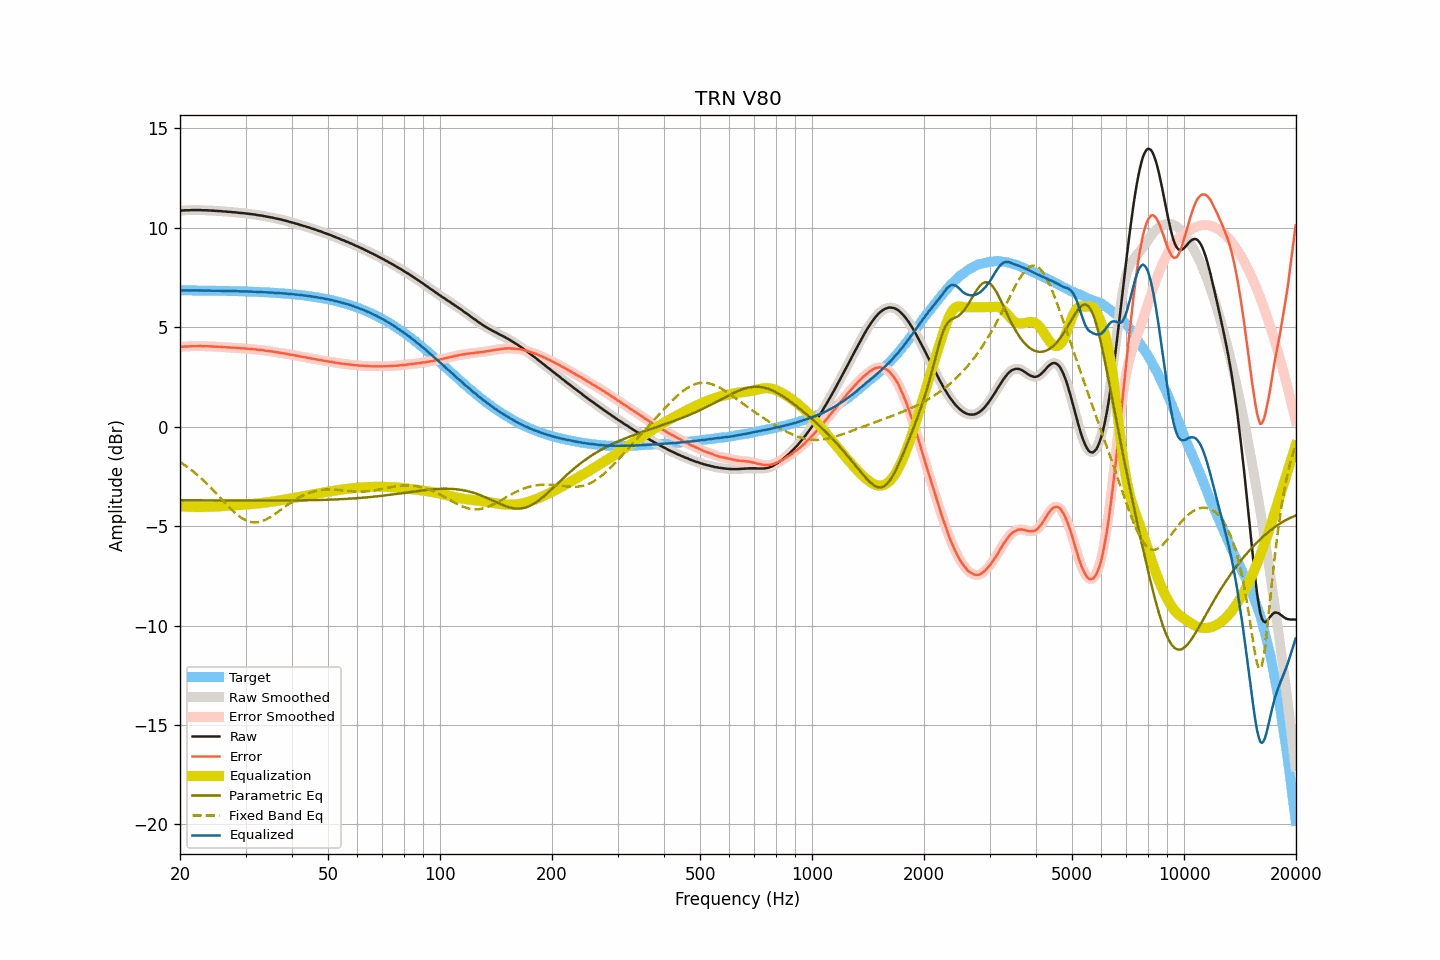 TRN V80
Amplitude (dBr)
15
10
5
0
−5
−10
−15
−20
Target
Raw Smoothed
Error Smoothed
Raw
Error
Equalization
Parametric Eq
Fixed Band Eq
Equalized
20 50 100 200 500 1000 2000 5000 10000 20000
Frequency (Hz)